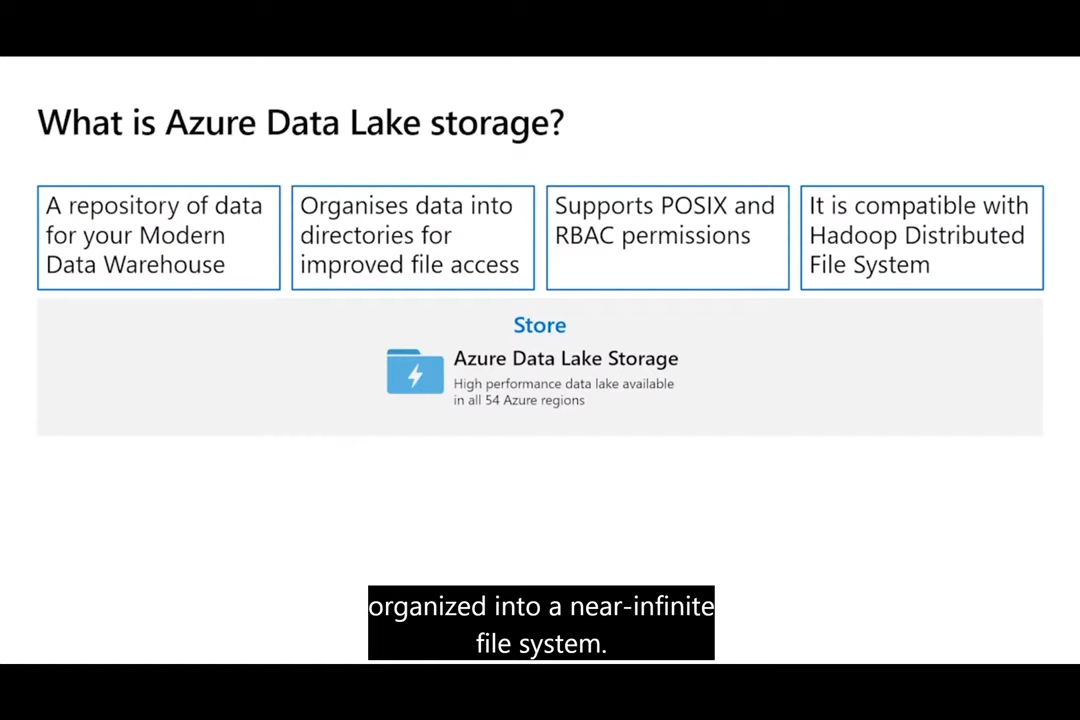 What is Azure Data Lake storage?
A repository of data
for your Modern
Data Warehouse
Organises data into
directories for
improved file access
Supports POSIX and
RBAC permissions
It is compatible with
Hadoop Distributed
File System
Store
Azure Data Lake Storage
High performance data lake available
in all 54 Azure regions
organized into a near-infinite
file system.